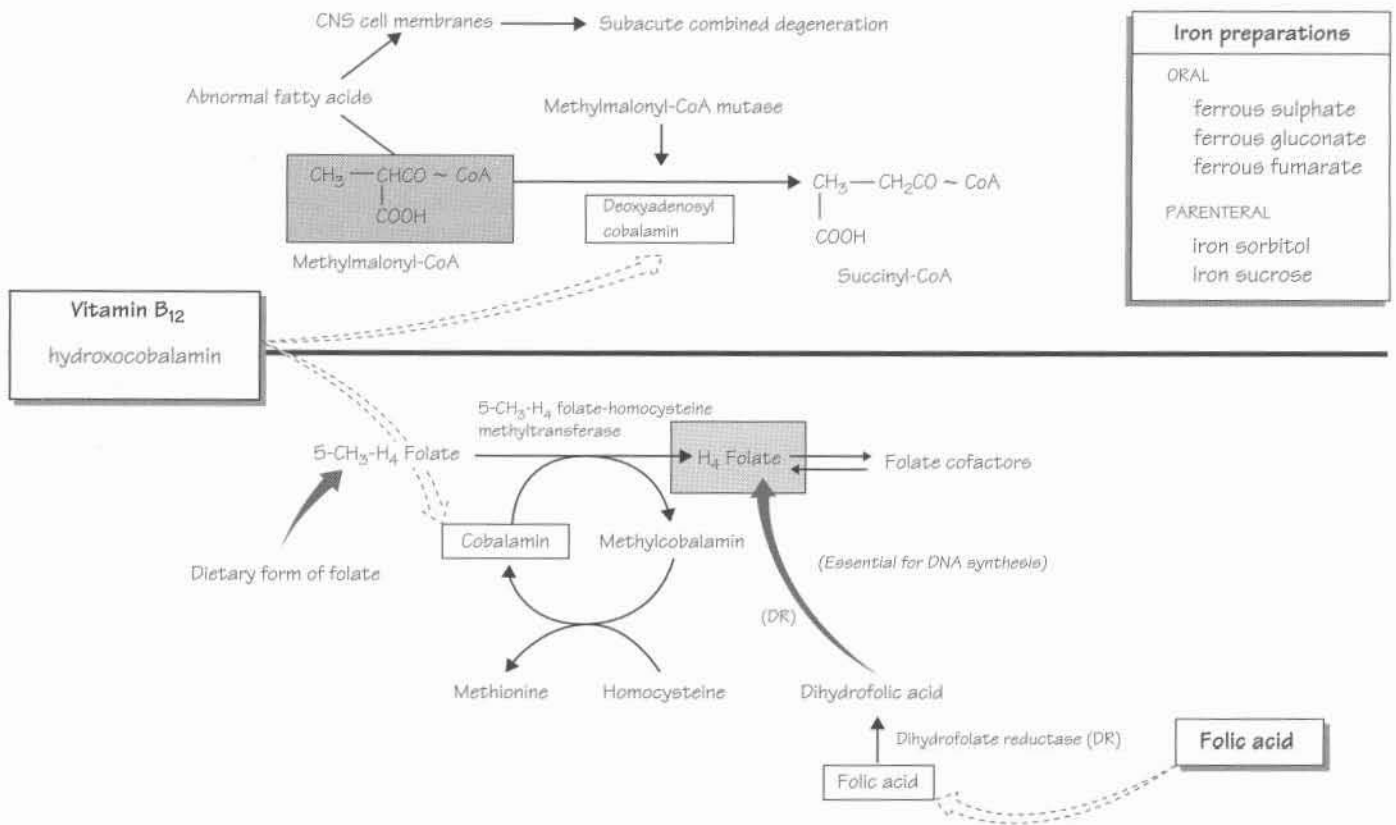 CNS cell membranes
Subacute combined degeneration
Abnormal fatty acids
Methylmalonyl-CoA mutase
CH₃ — CHCO ~ CoA
COOH
Methylmalonyl-CoA
Deoxyadenosyl
cobalamin
CH₃ — CH₂CO ~ CoA
COOH
Succinyl-CoA
Iron preparations
ORAL
ferrous sulphate
ferrous gluconate
ferrous fumarate
PARENTERAL
iron sorbitol
Iron sucrose
Vitamin B₁₂
hydroxocobalamin
5-CH₃-H₄ folate-homocysteine
methyltransferase
5-CH₃-H₄ Folate
H₄ Folate
Folate cofactors
Cobalamin
Methylcobalamin
Dietary form of folate
(Essential for DNA synthesis)
(DR)
Methionine
Homocysteine
Dihydrofolic acid
Dihydrofolate reductase (DR)
Folic acid
Folic acid